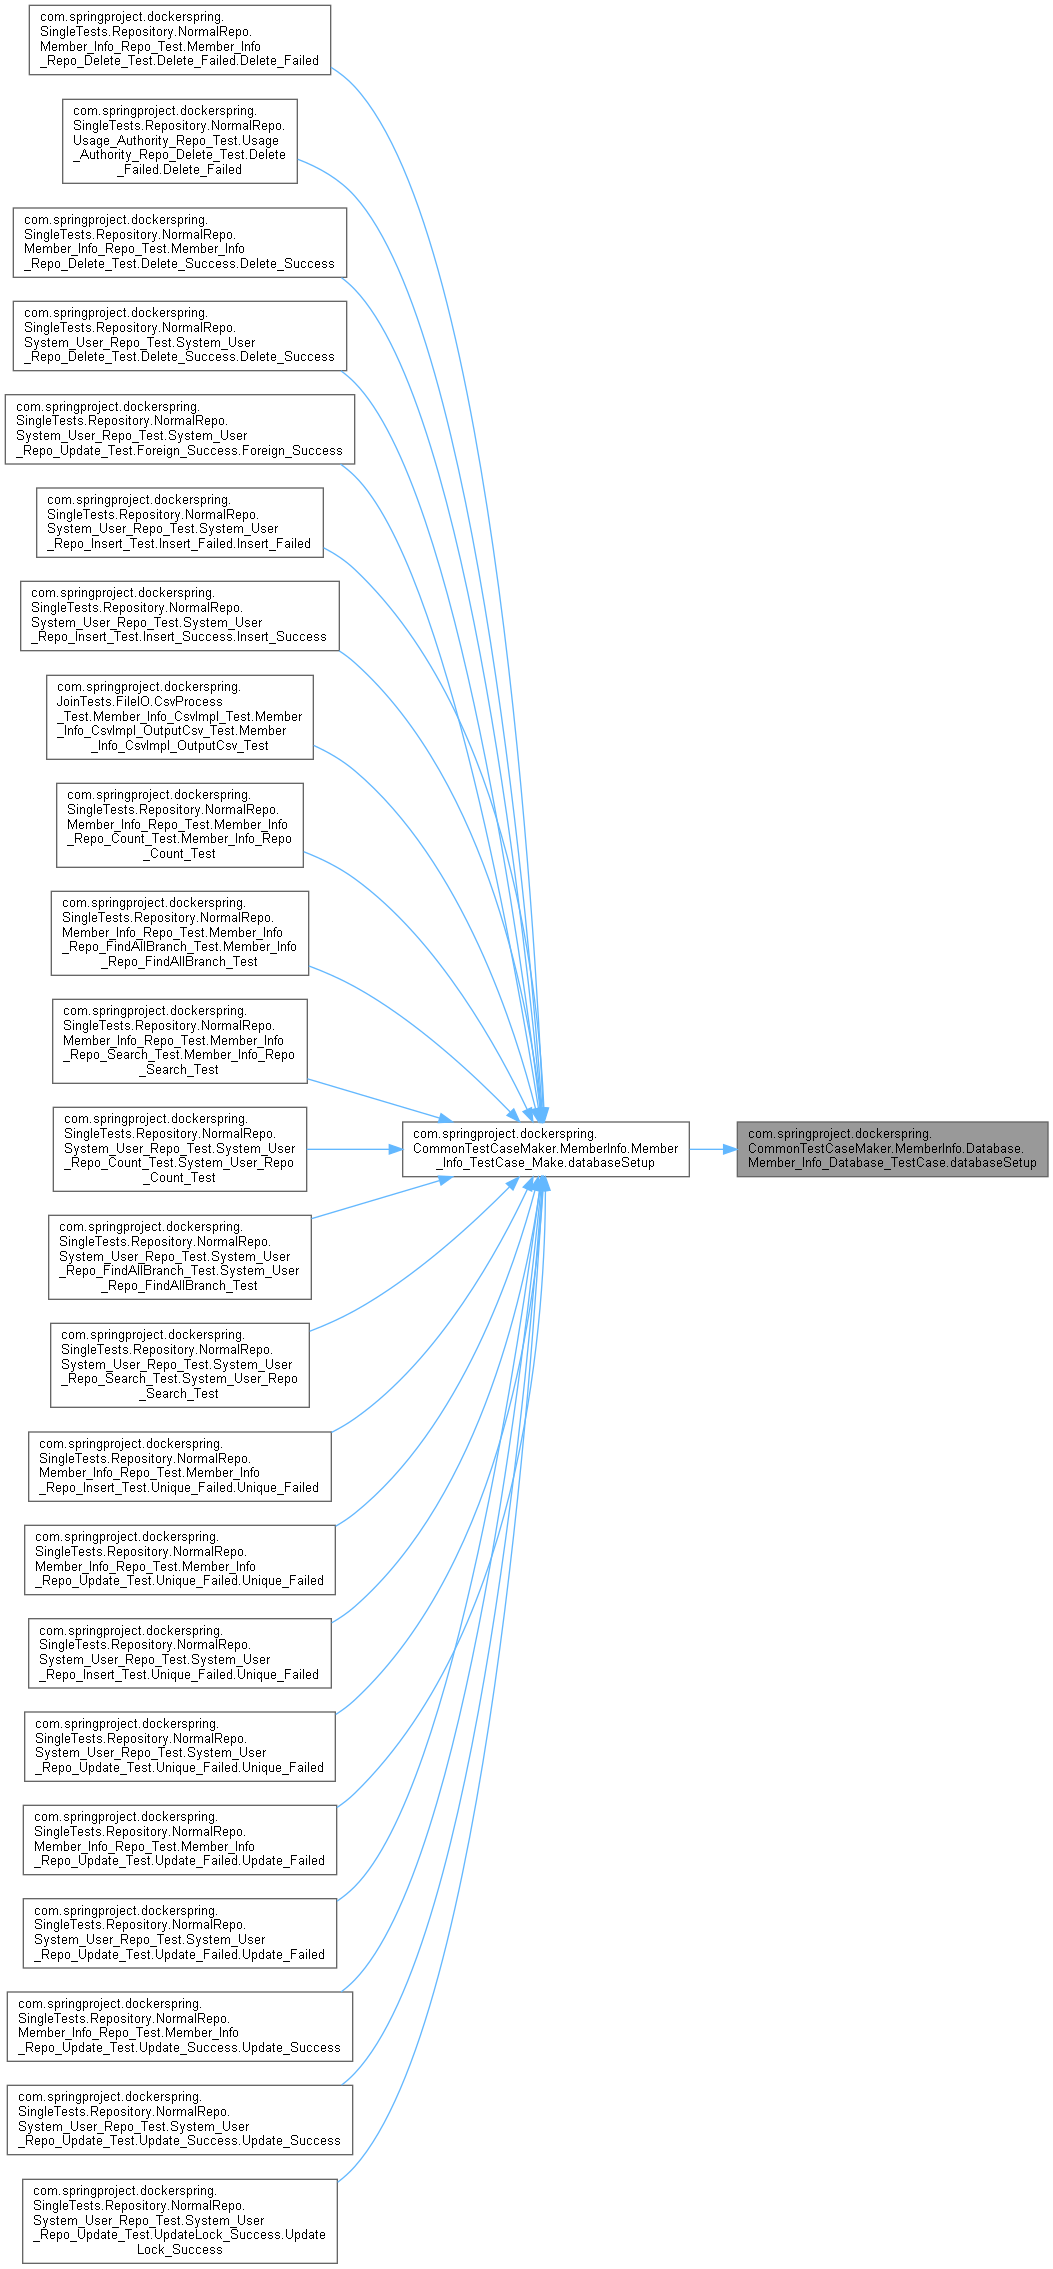 com.springproject.dockerspring.
SingleTests.Repository.NormalRepo.
Member_Info_Repo_Test.Member_Info
_Repo_Delete_Test.Delete_Failed.Delete_Failed
com.springproject.dockerspring.
SingleTests.Repository.NormalRepo.
Usage_Authority_Repo_Test.Usage
_Authority_Repo_Delete_Test.Delete
_Failed.Delete_Failed
com.springproject.dockerspring.
SingleTests.Repository.NormalRepo.
Member_Info_Repo_Test.Member_Info
_Repo_Delete_Test.Delete_Success.Delete_Success
com.springproject.dockerspring.
SingleTests.Repository.NormalRepo.
System_User_Repo_Test.System_User
_Repo_Delete_Test.Delete_Success.Delete_Success
com.springproject.dockerspring.
SingleTests.Repository.NormalRepo.
System_User_Repo_Test.System_User
_Repo_Update_Test.Foreign_Success.Foreign_Success
com.springproject.dockerspring.
SingleTests.Repository.NormalRepo.
System_User_Repo_Test.System_User
_Repo_Insert_Test.Insert_Failed.Insert_Failed
com.springproject.dockerspring.
SingleTests.Repository.NormalRepo.
System_User_Repo_Test.System_User
_Repo_Insert_Test.Insert_Success.Insert_Success
com.springproject.dockerspring.
JoinTests.FileIO.CsvProcess
_Test.Member_Info_CsvImpl_Test.Member
_Info_CsvImpl_OutputCsv_Test.Member
_Info_CsvImpl_OutputCsv_Test
com.springproject.dockerspring.
SingleTests.Repository.NormalRepo.
Member_Info_Repo_Test.Member_Info
_Repo_Count_Test.Member_Info_Repo
_Count_Test
com.springproject.dockerspring.
SingleTests.Repository.NormalRepo.
Member_Info_Repo_Test.Member_Info
_Repo_FindAllBranch_Test.Member_Info
_Repo_FindAllBranch_Test
com.springproject.dockerspring.
SingleTests.Repository.NormalRepo.
Member_Info_Repo_Test.Member_Info
_Repo_Search_Test.Member_Info_Repo
_Search_Test
com.springproject.dockerspring.
SingleTests.Repository.NormalRepo.
System_User_Repo_Test.System_User
_Repo_Count_Test.System_User_Repo
_Count_Test
com.springproject.dockerspring.
CommonTestCaseMaker.MemberInfo.Member
_Info_TestCase_Make.databaseSetup
com.springproject.dockerspring.
CommonTestCaseMaker.MemberInfo.Database.
Member_Info_Database_TestCase.databaseSetup
com.springproject.dockerspring.
SingleTests.Repository.NormalRepo.
System_User_Repo_Test.System_User
_Repo_FindAllBranch_Test.System_User
_Repo_FindAllBranch_Test
com.springproject.dockerspring.
SingleTests.Repository.NormalRepo.
System_User_Repo_Test.System_User
_Repo_Search_Test.System_User_Repo
_Search_Test
com.springproject.dockerspring.
SingleTests.Repository.NormalRepo.
Member_Info_Repo_Test.Member_Info
_Repo_Insert_Test.Unique_Failed.Unique_Failed
com.springproject.dockerspring.
SingleTests.Repository.NormalRepo.
Member_Info_Repo_Test.Member_Info
_Repo_Update_Test.Unique_Failed.Unique_Failed
com.springproject.dockerspring.
SingleTests.Repository.NormalRepo.
System_User_Repo_Test.System_User
_Repo_Insert_Test.Unique_Failed.Unique_Failed
com.springproject.dockerspring.
SingleTests.Repository.NormalRepo.
System_User_Repo_Test.System_User
_Repo_Update_Test.Unique_Failed.Unique_Failed
com.springproject.dockerspring.
SingleTests.Repository.NormalRepo.
Member_Info_Repo_Test.Member_Info
_Repo_Update_Test.Update_Failed.Update_Failed
com.springproject.dockerspring.
SingleTests.Repository.NormalRepo.
System_User_Repo_Test.System_User
_Repo_Update_Test.Update_Failed.Update_Failed
com.springproject.dockerspring.
SingleTests.Repository.NormalRepo.
Member_Info_Repo_Test.Member_Info
_Repo_Update_Test.Update_Success.Update_Success
com.springproject.dockerspring.
SingleTests.Repository.NormalRepo.
System_User_Repo_Test.System_User
_Repo_Update_Test.Update_Success.Update_Success
com.springproject.dockerspring.
SingleTests.Repository.NormalRepo.
System_User_Repo_Test.System_User
_Repo_Update_Test.UpdateLock_Success.Update
Lock_Success